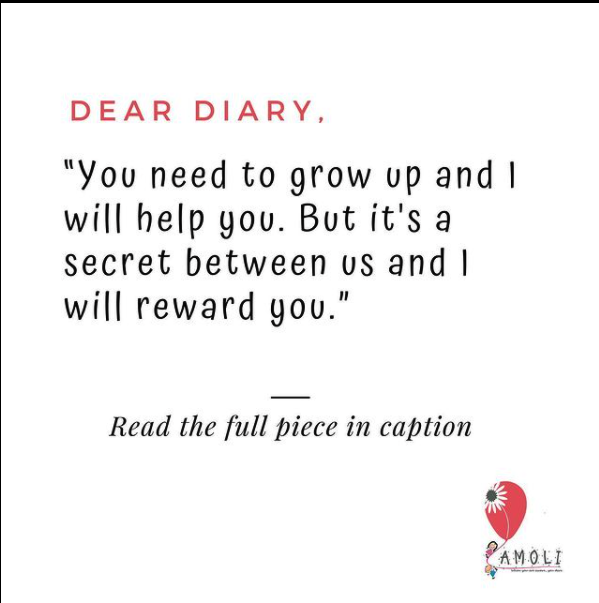 DEAR DIARY,
"You need to grow up and I
will help you. But it's a
secret between us and I
will reward you."
Read the full piece in caption
AMOLI